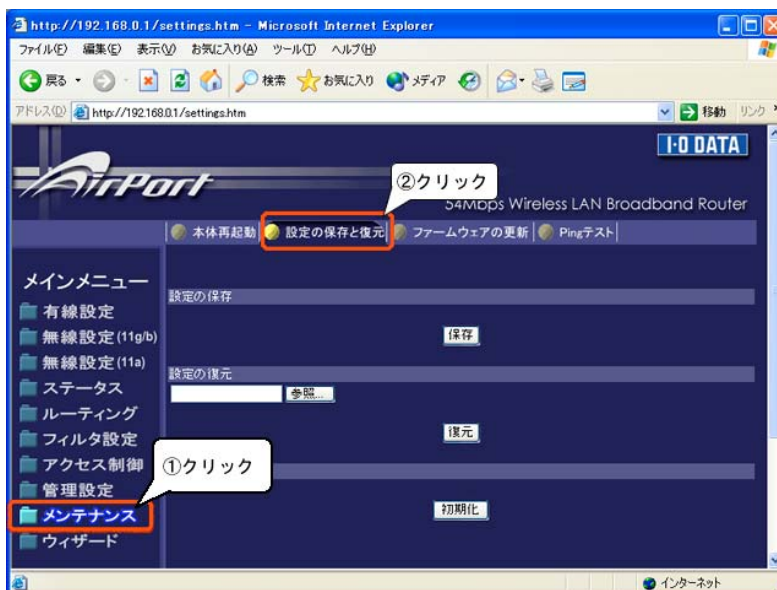 http://192.168.0.1/settings.htm - Microsoft Internet Explorer
ファイル(F) 編集(E) 表示(V) お気に入り(A) ツール(T) ヘルプ(H)
戻る 検索 お気に入り メディア
アドレス(D) http://192.168.0.1/settings.htm 移動 リンク
I-O DATA
AirPort
②クリック
54Mbps Wireless LAN Broadband Router
本体再起動 設定の保存と復元 ファームウェアの更新 Pingテスト
メインメニュー
有線設定
無線設定(11g/b)
無線設定(11a)
ステータス
ルーティング
フィルタ設定
アクセス制御
管理設定
メンテナンス
ウィザード
①クリック
設定の保存
保存
設定の復元
参照...
復元
初期化
インターネット